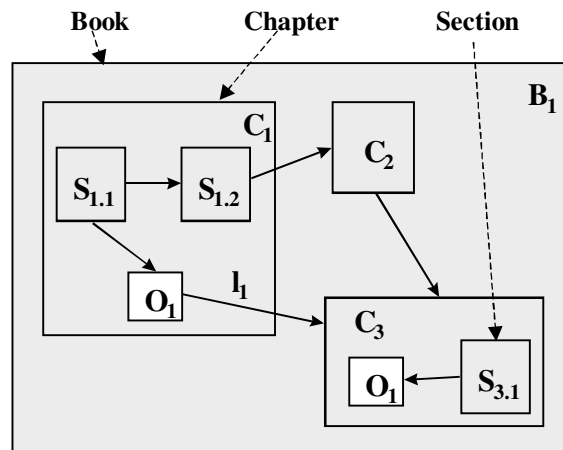 Book Chapter Section
B1
C1
C2
S1.1 S1.2
l1
O1
C3
O1 S3.1